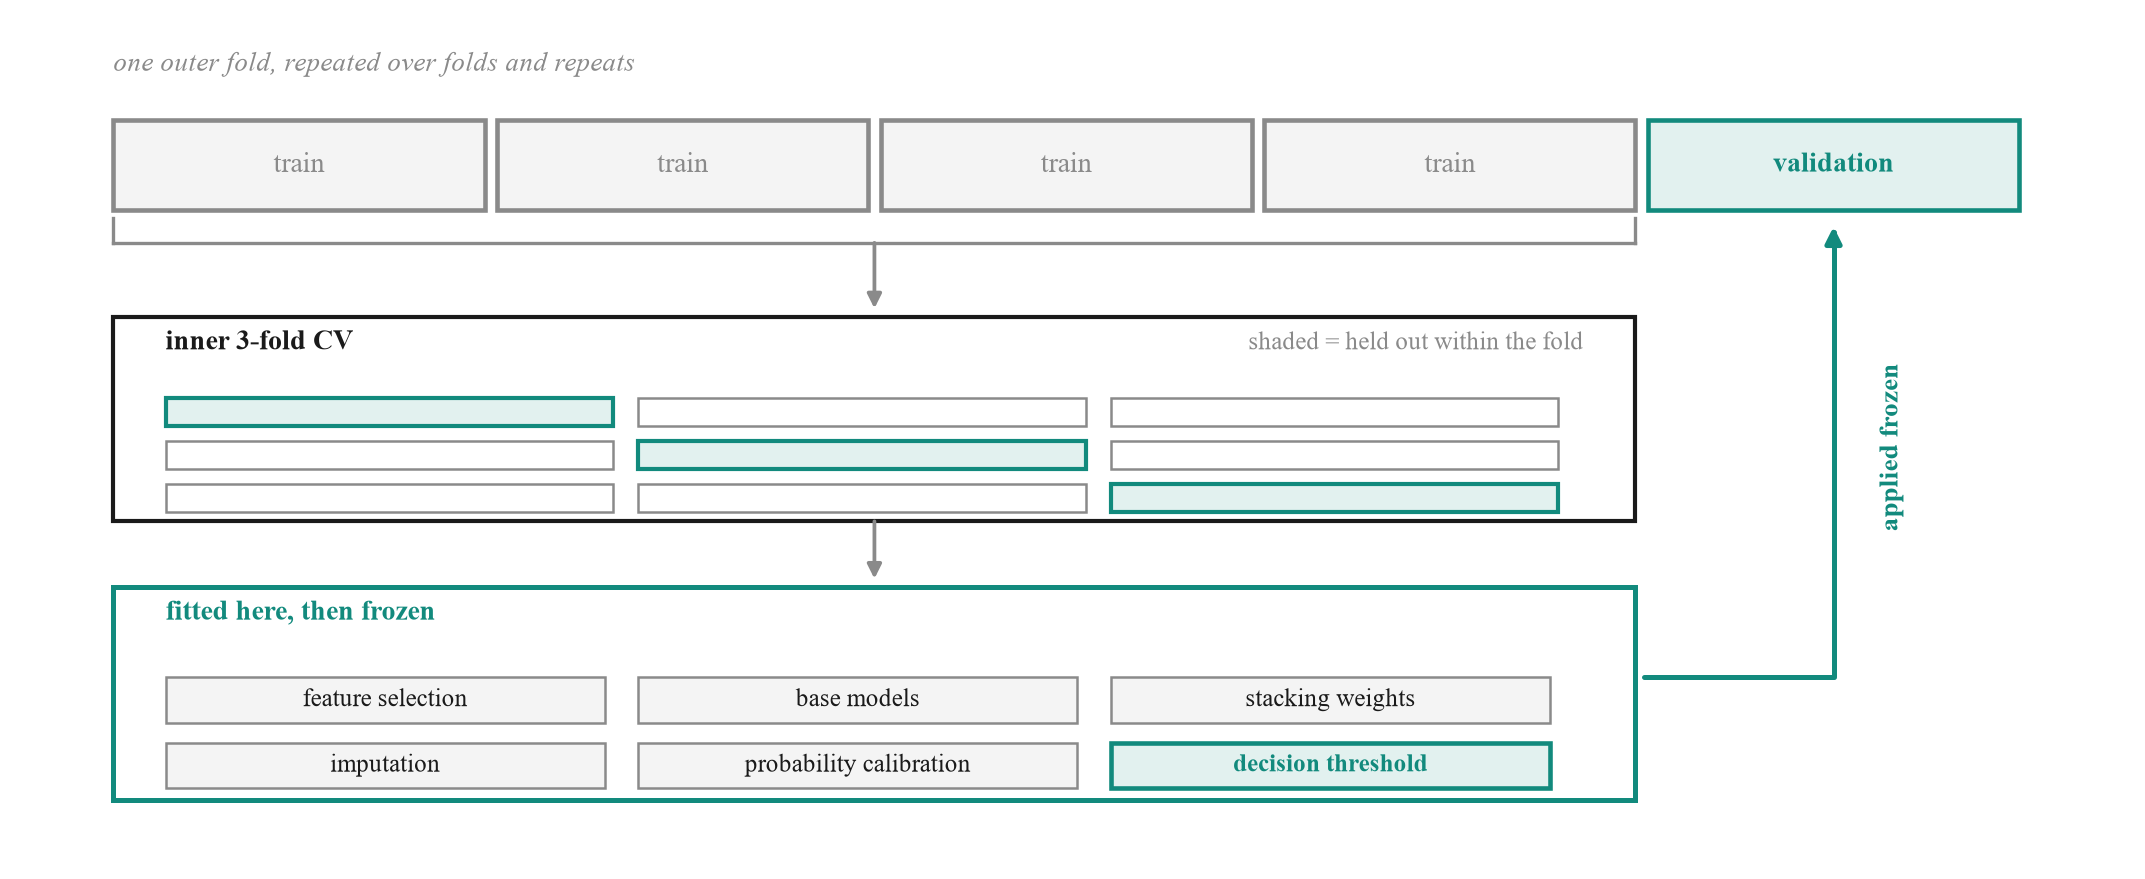 one outer fold, repeated over folds and repeats
train
train
train
train
validation
inner 3-fold CV
shaded = held out within the fold
applied frozen
fitted here, then frozen
feature selection
base models
stacking weights
imputation
probability calibration
decision threshold